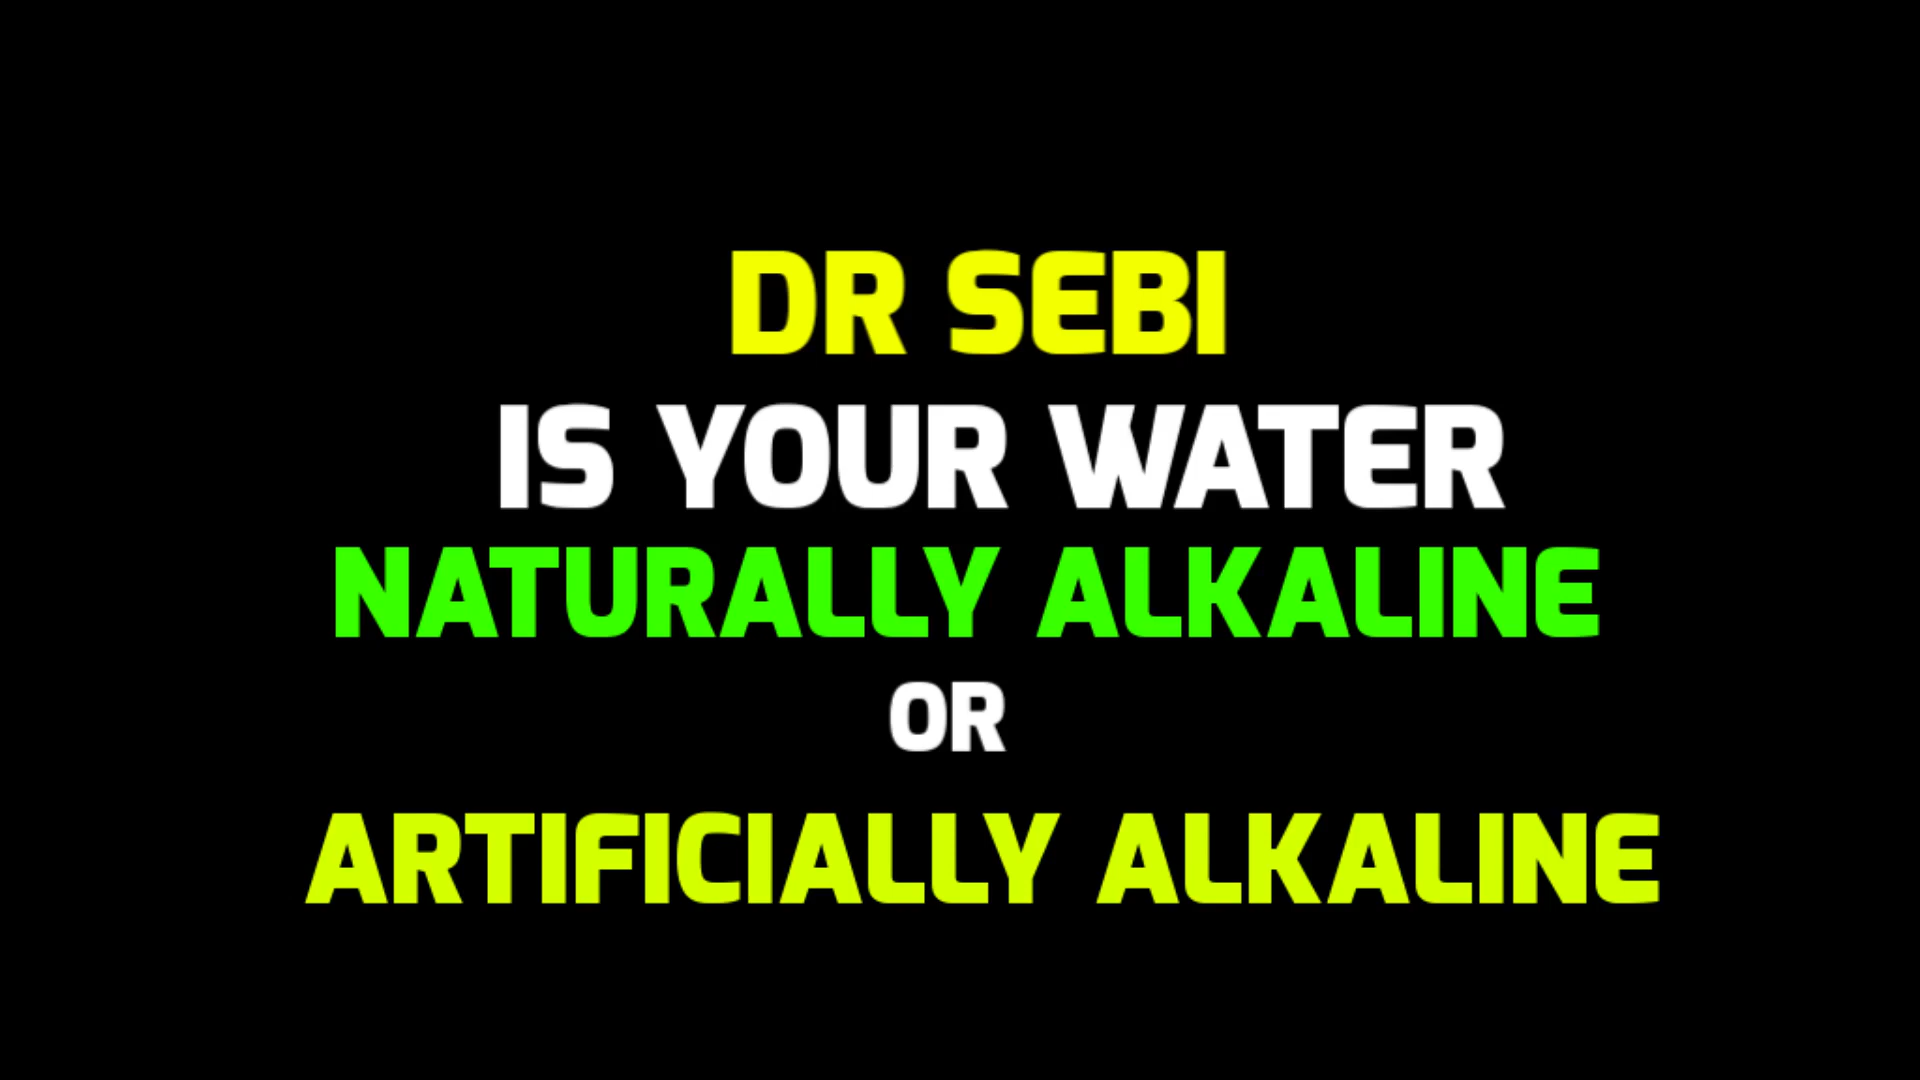 DR SEBI
IS YOUR WATER
NATURALLY ALKALINE
OR
ARTIFICIALLY ALKALINE